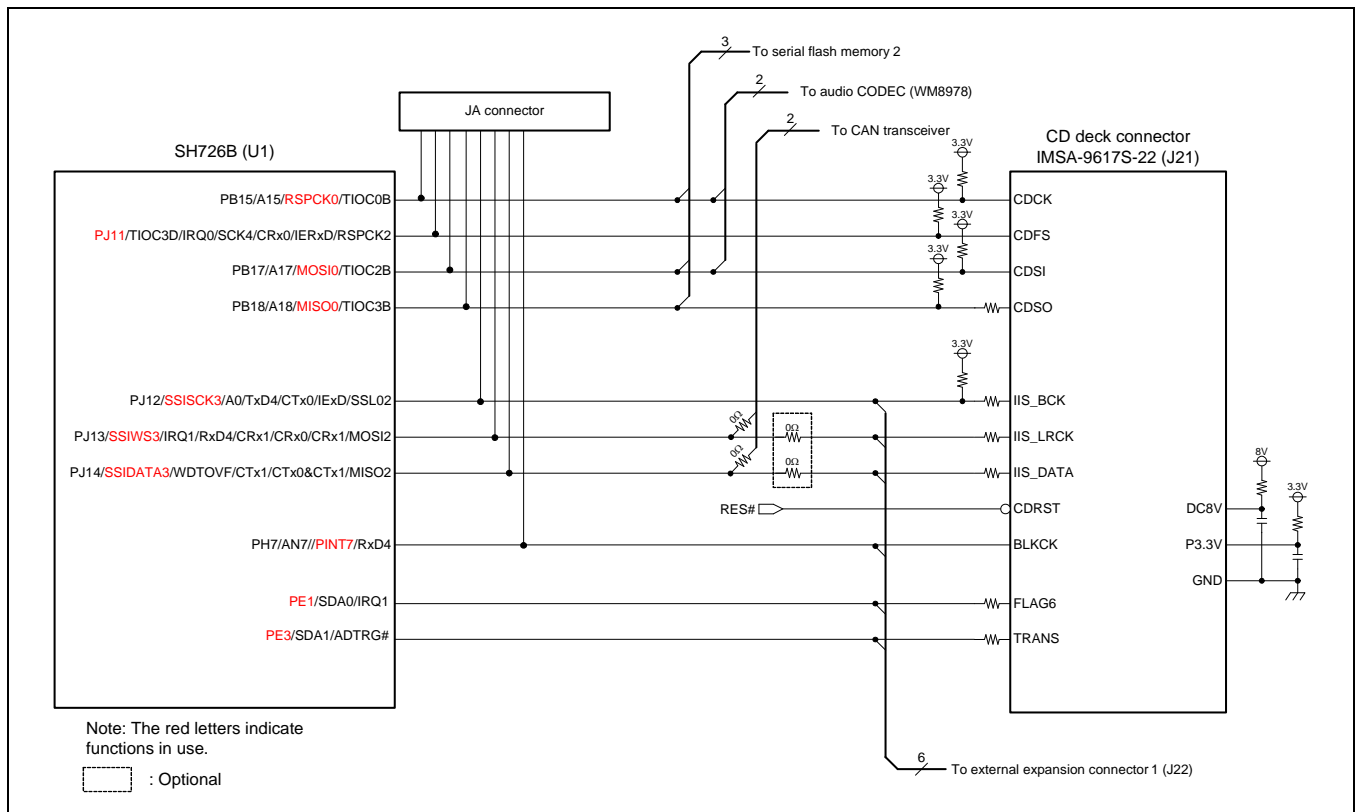 3
To serial flash memory 2
2
To audio CODEC (WM8978)
2
To CAN transceiver
JA connector
SH726B (U1)
CD deck connector
IMSA-9617S-22 (J21)
3.3V
3.3V
3.3V
3.3V
PB15/A15/RSPCK0/TIOC0B
CDCK
PJ11/TIOC3D/IRQ0/SCK4/CRx0/IERxD/RSPCK2
CDFS
PB17/A17/MOSI0/TIOC2B
CDSI
PB18/A18/MISO0/TIOC3B
CDSO
3.3V
PJ12/SSISCK3/A0/TxD4/CTx0/IExD/SSL02
IIS_BCK
0Ω
0Ω
PJ13/SSIWS3/IRQ1/RxD4/CRx1/CRx0/CRx1/MOSI2
IIS_LRCK
0Ω
0Ω
PJ14/SSIDATA3/WDTOVF/CTx1/CTx0&CTx1/MISO2
IIS_DATA
8V
3.3V
RES#
CDRST
DC8V
PH7/AN7//PINT7/RxD4
BLKCK
P3.3V
GND
PE1/SDA0/IRQ1
FLAG6
PE3/SDA1/ADTRG#
TRANS
Note: The red letters indicate
functions in use.
: Optional
6
To external expansion connector 1 (J22)